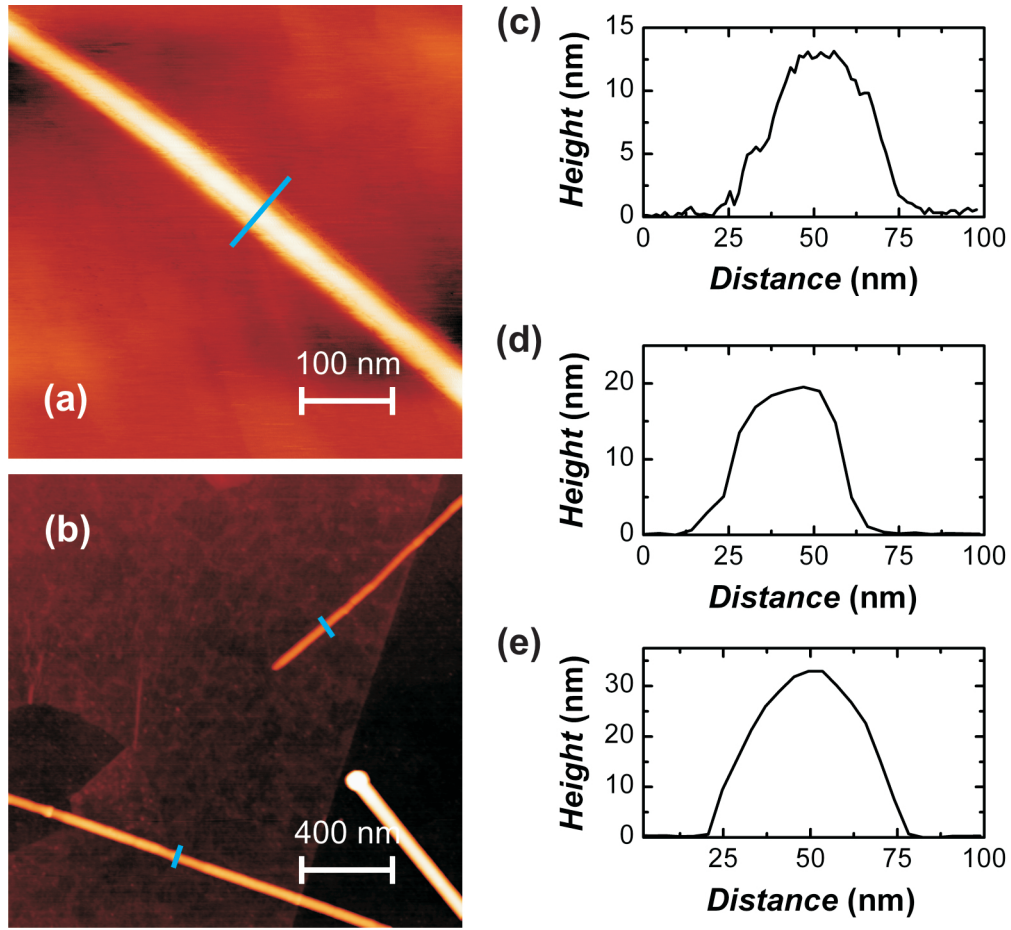 (a)
100 nm
(b)
400 nm
(c)
15
10
5
0
Height (nm)
0 25 50 75 100
Distance (nm)
(d)
20
10
0
Height (nm)
0 25 50 75 100
Distance (nm)
(e)
30
20
10
0
Height (nm)
25 50 75 100
Distance (nm)